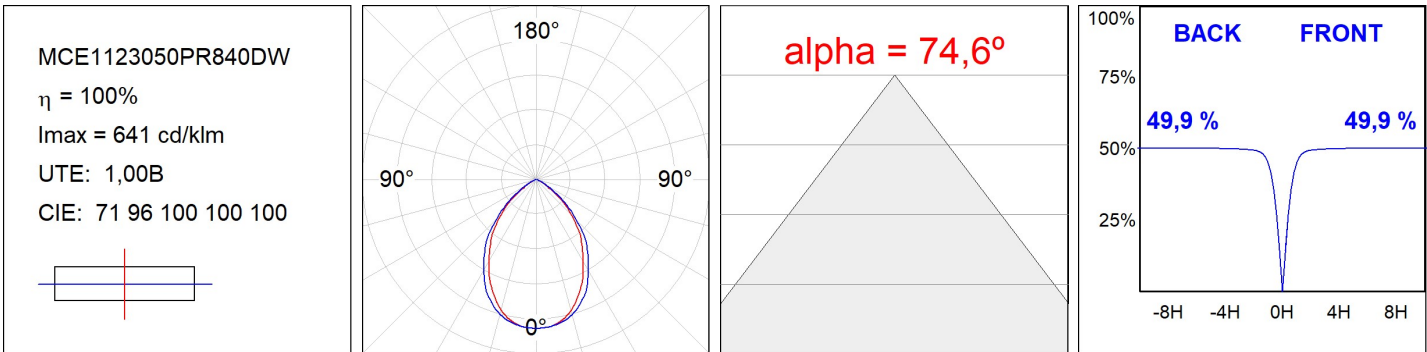 MCE1123050PR840DW
η = 100%
Imax = 641 cd/klm
UTE: 1,00B
CIE: 71 96 100 100 100
180°
90° 90°
0°
alpha = 74,6º
100%
BACK FRONT
75%
49,9 % 49,9 %
50%
25%
-8H -4H 0H 4H 8H